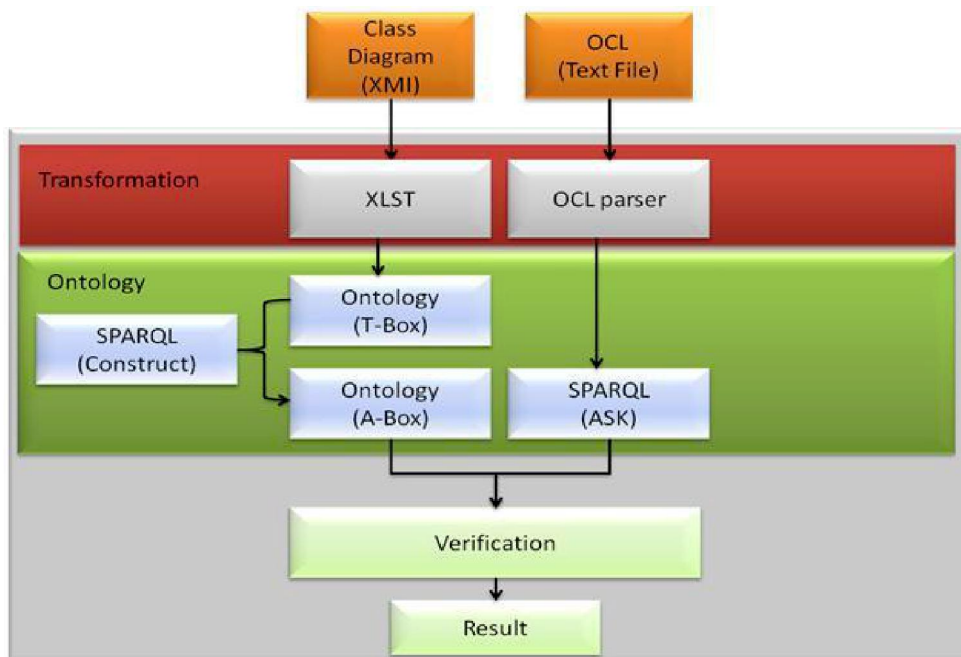 Class
Diagram
(XMI)
OCL
(Text File)
Transformation
XLST
OCL parser
Ontology
Ontology
(T-Box)
SPARQL
(Construct)
Ontology
(A-Box)
SPARQL
(ASK)
Verification
Result